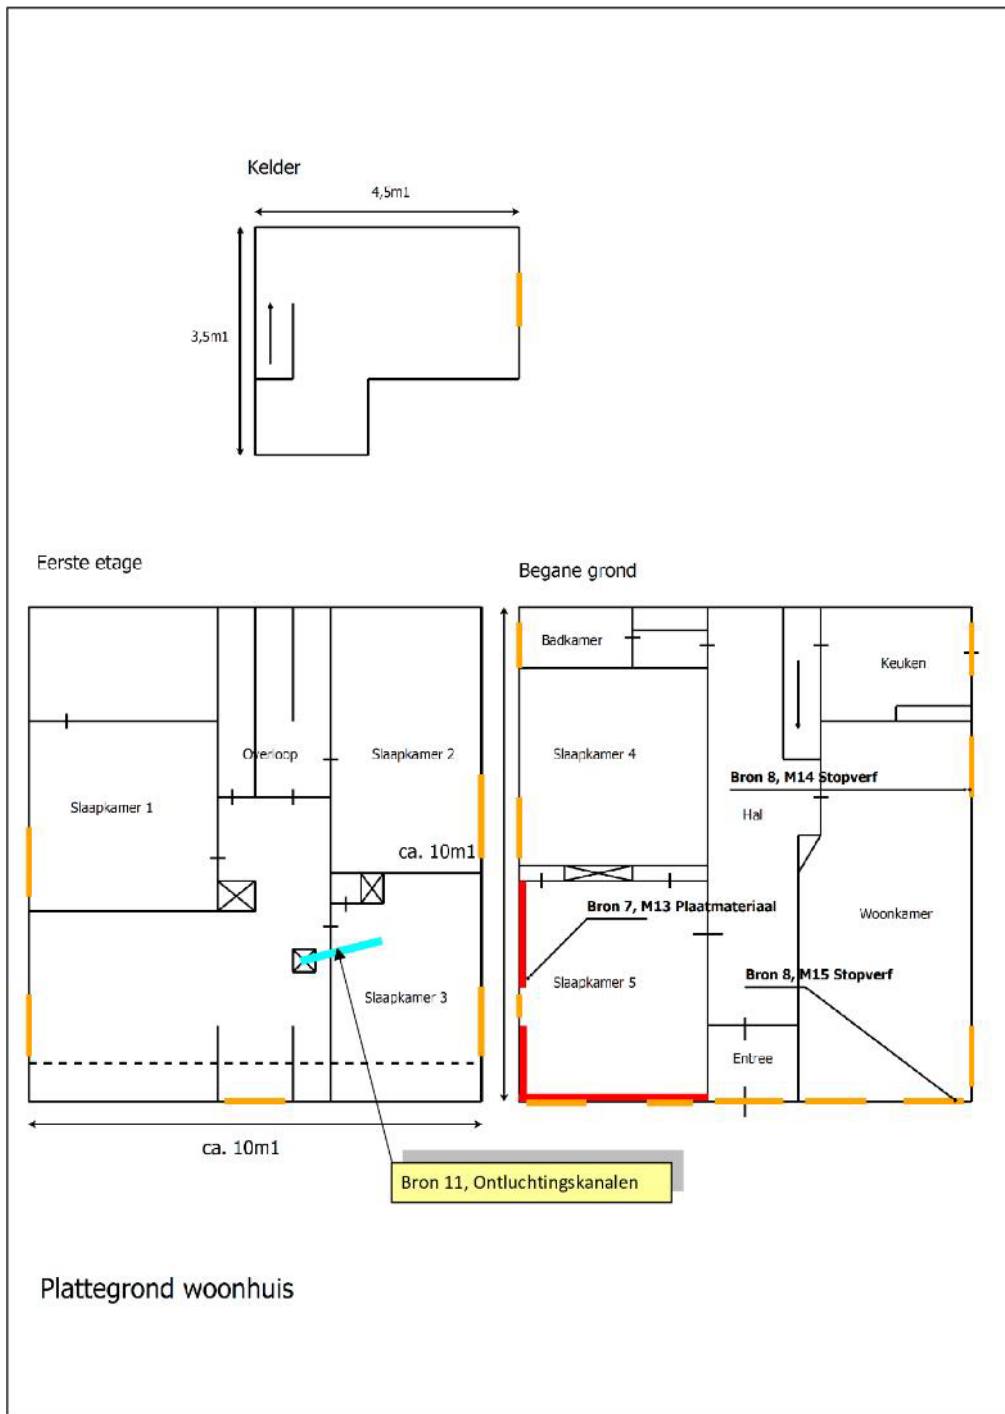 Kelder
4,5m1
3,5m1
Eerste etage
Begane grond
Badkamer
Keuken
Overloop
Slaapkamer 2
Slaapkamer 4
Bron 8, M14 Stopverf
Slaapkamer 1
Hal
ca. 10m1
Bron 7, M13 Plaatmateriaal
Woonkamer
Bron 8, M15 Stopverf
Slaapkamer 3
Slaapkamer 5
Entree
ca. 10m1
Bron 11, Ontluchtingskanalen
Plattegrond woonhuis